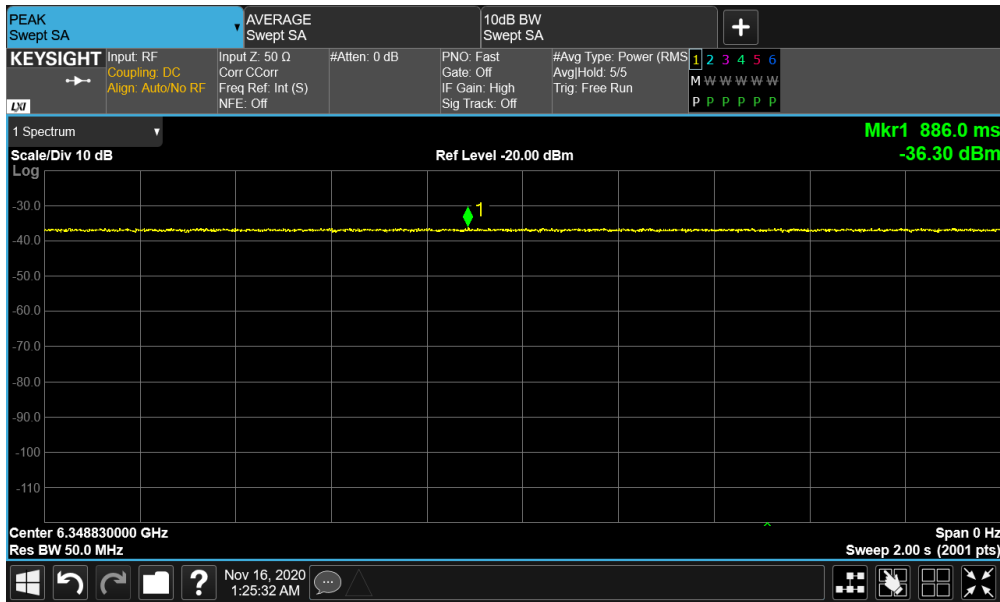 PEAK
Swept SA
AVERAGE
Swept SA
10dB BW
Swept SA
+
KEYSIGHT
LXI
Input: RF
Coupling: DC
Align: Auto/No RF
Input Z: 50 Ω
Corr CCorr
Freq Ref: Int (S)
NFE: Off
#Atten: 0 dB
PNO: Fast
Gate: Off
IF Gain: High
Sig Track: Off
#Avg Type: Power (RMS
Avg|Hold: 5/5
Trig: Free Run
1 2 3 4 5 6
M W W W W W
P P P P P P
1 Spectrum
Scale/Div 10 dB
Ref Level -20.00 dBm
Mkr1 886.0 ms
-36.30 dBm
Log
-30.0
-40.0
-50.0
-60.0
-70.0
-80.0
-90.0
-100
-110
1
Center 6.348830000 GHz
Res BW 50.0 MHz
Span 0 Hz
Sweep 2.00 s (2001 pts)
?
Nov 16, 2020
1:25:32 AM